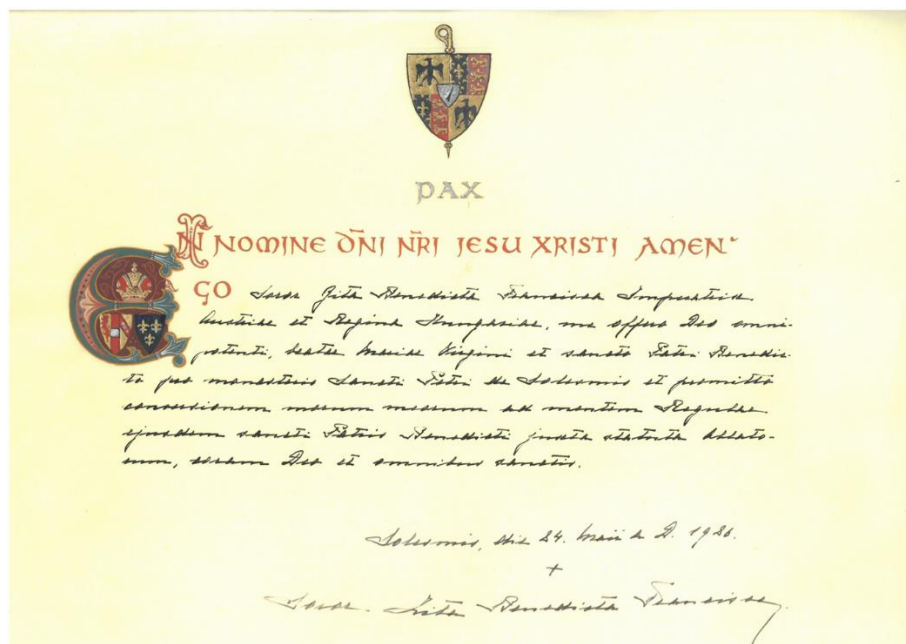 PAX
IN NOMINE DÑI ÑRI JESU XRISTI AMEN
EGO Soror Zita Benedicta Francisca Imperatrix
Austriae et Regina Hungariae, me offero Deo omni-
potenti, beatae Mariae Virgini et sancto Patri Benedic-
to pro monasterio Sancti Petri de Solesmis et promitto
conversionem morum meorum ad mentem Regulae
ejusdem sancti Patris Benedicti juxta statuta Oblato-
rum, coram Deo et omnibus sanctis.
Solesmis, die 24. Maii a D. 1926.
+
Soror Zita Benedicta Francisca